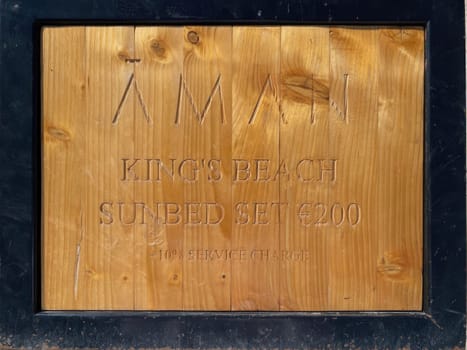 ĀMAN
KING'S BEACH
SUNBED SET €200
10% SERVICE CHARGE